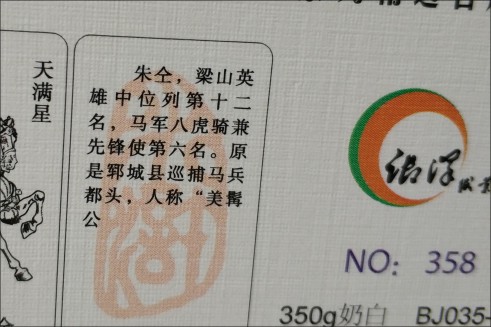 天满星
朱仝，梁山英
雄中位列第十二
名，马军八虎骑兼
先锋使第六名。原
是郓城县巡捕马兵
都头，人称“美髯
公
NO: 358
350g奶白 BJ035-